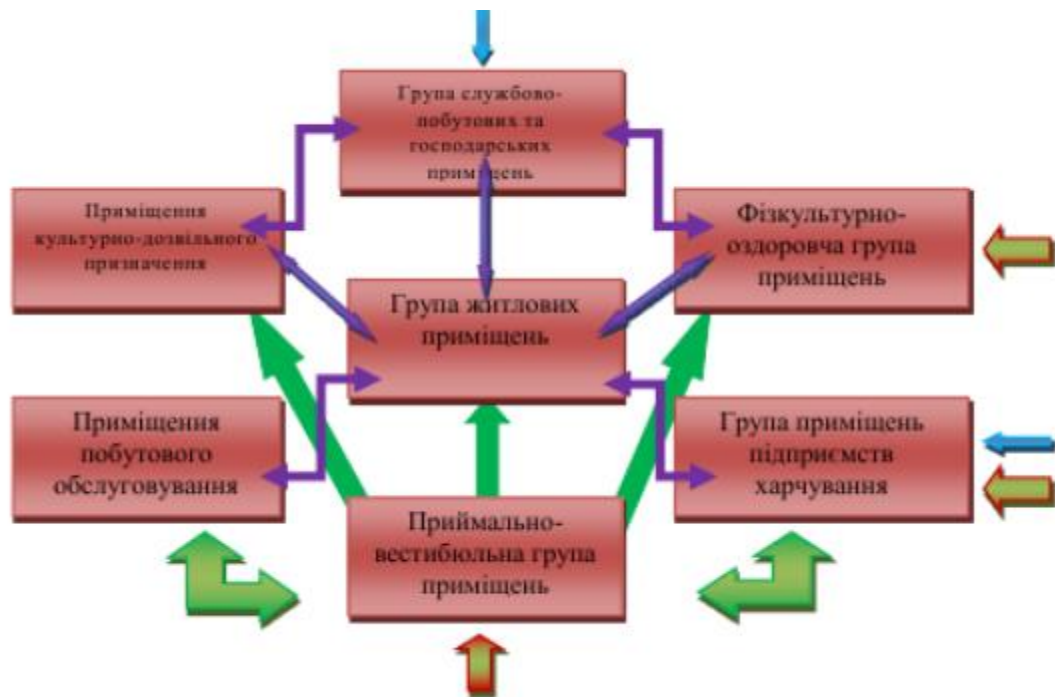 Група службово-
побутових та
господарських
приміщень
Приміщення
культурно-дозвільного
призначення
Фізкультурно-
оздоровча група
приміщень
Група житлових
приміщень
Приміщення
побутового
обслуговування
Група приміщень
підприємств
харчування
Приймально-
вестибюльна група
приміщень